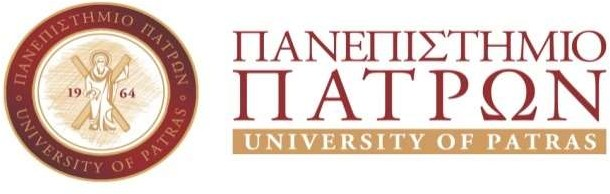 ΠΑΝΕΠΙΣΤΗΜΙΟ ΠΑΤΡΩΝ
19 64
UNIVERSITY OF PATRAS
ΠΑΝΕΠΙΣΤΗΜΙΟ
ΠΑΤΡΩΝ
UNIVERSITY OF PATRAS